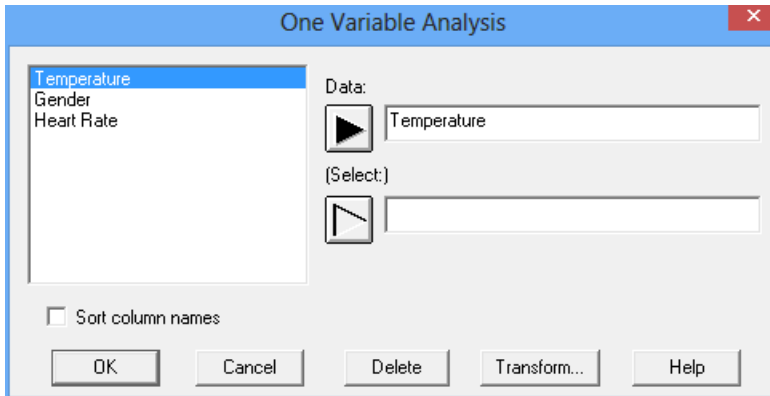 One Variable Analysis
Temperature
Gender
Heart Rate
Data:
Temperature
(Select:)
Sort column names
OK
Cancel
Delete
Transform...
Help